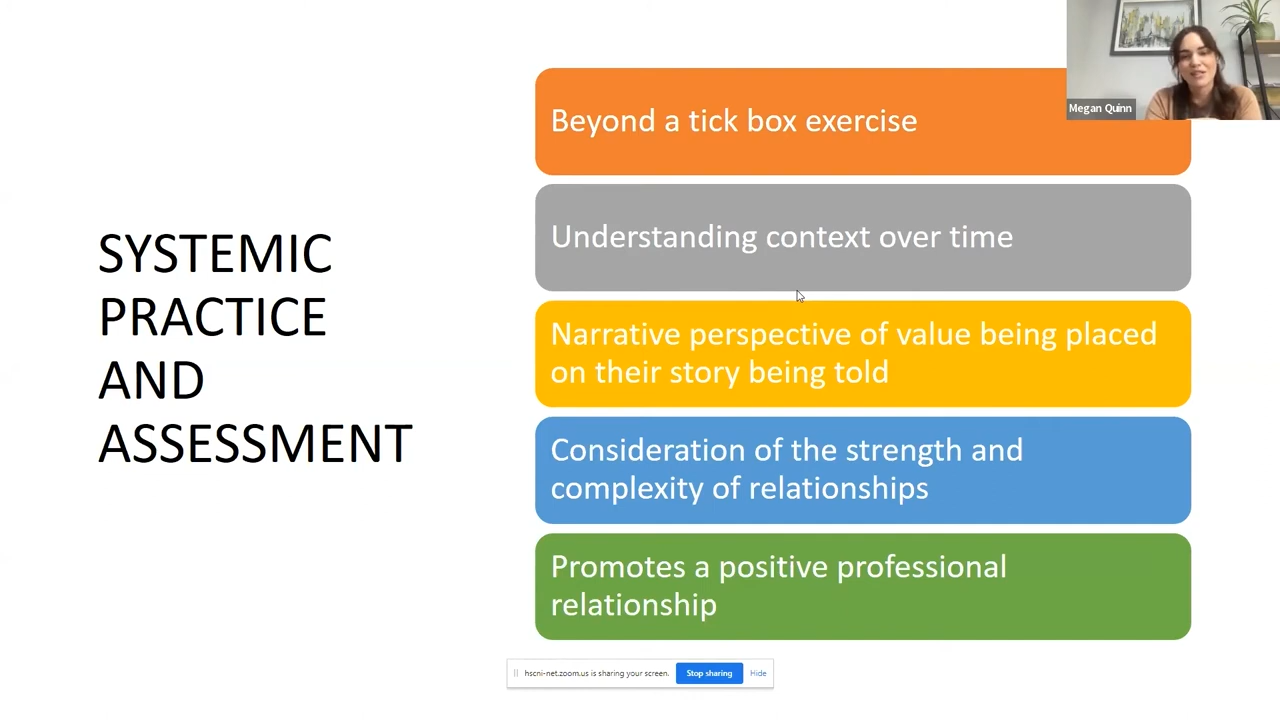 SYSTEMIC
PRACTICE
AND
ASSESSMENT
Beyond a tick box exercise
Understanding context over time
Narrative perspective of value being placed
on their story being told
Consideration of the strength and
complexity of relationships
Promotes a positive professional
relationship
Megan Quinn
hscni-net.zoom.us is sharing your screen.
Stop sharing
Hide